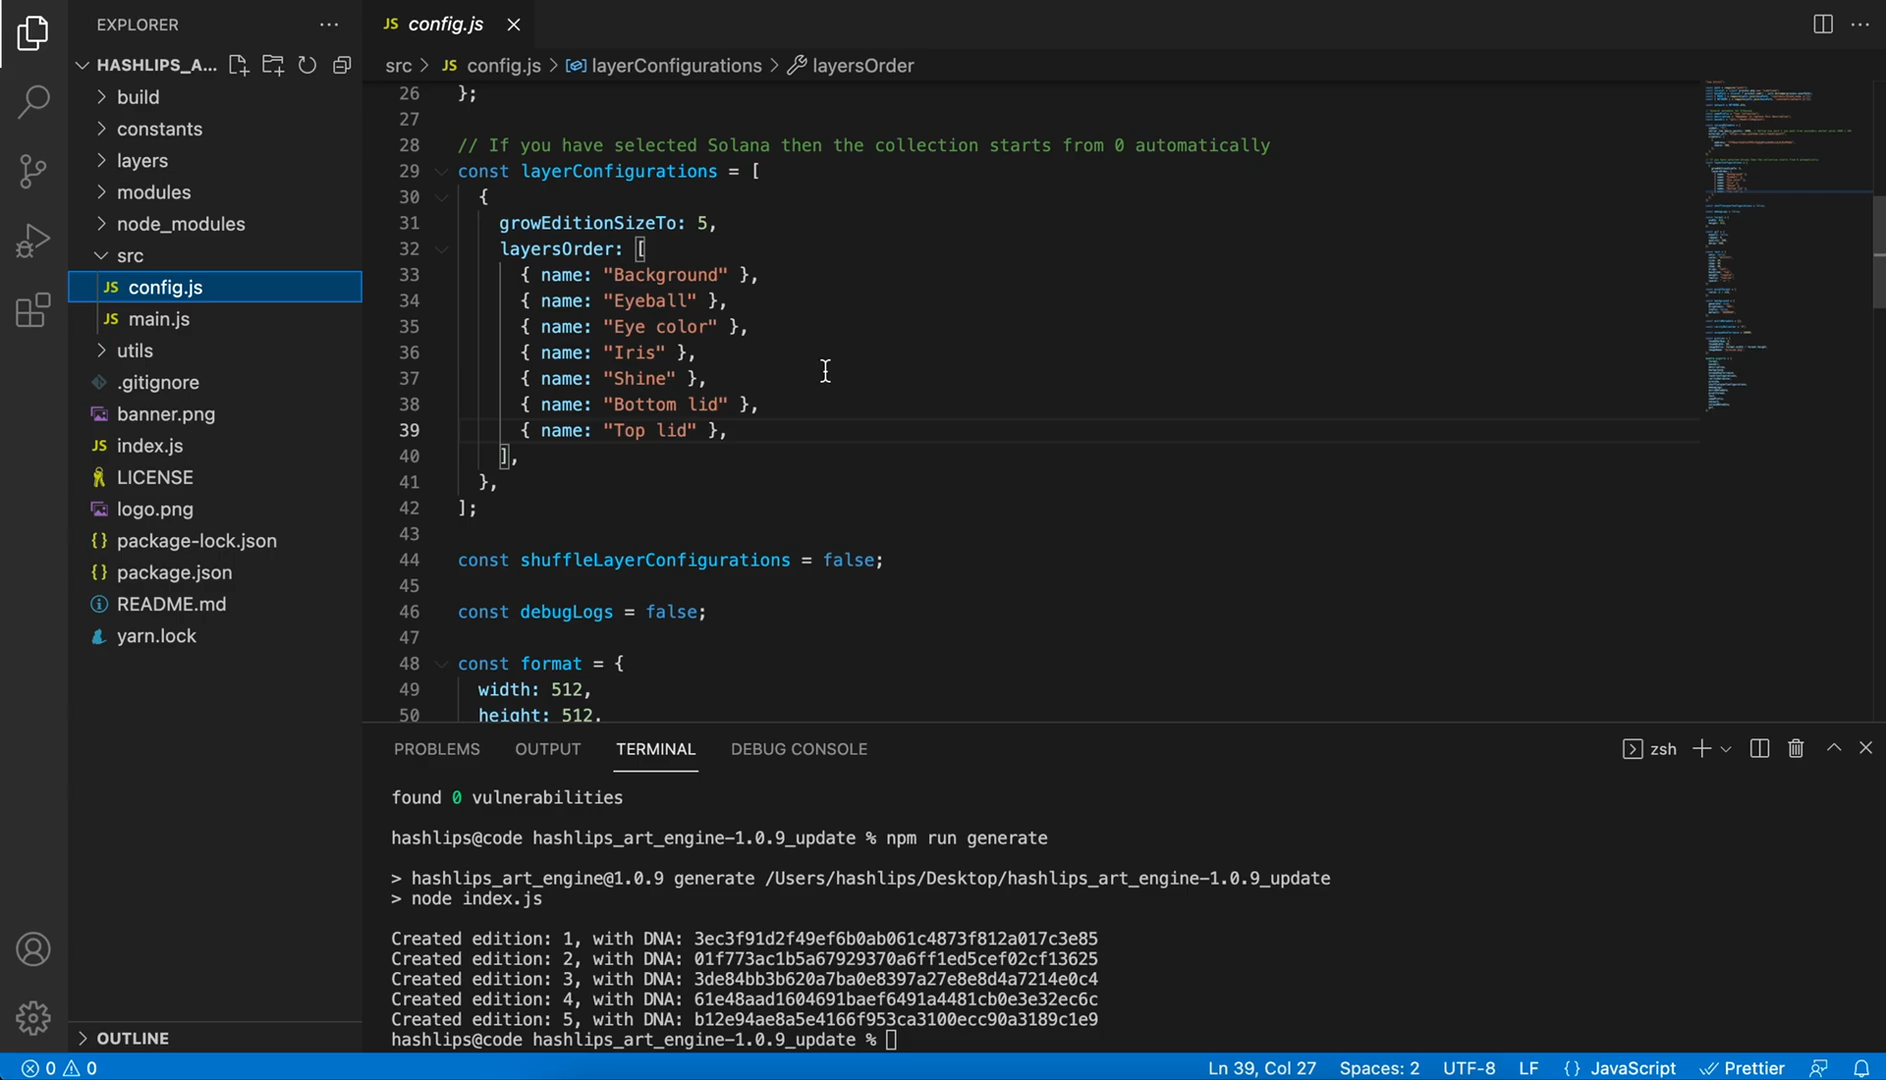 EXPLORER
HASHLIPS_A...
build
constants
layers
modules
node_modules
src
JS config.js
JS main.js
utils
.gitignore
banner.png
JS index.js
LICENSE
logo.png
{} package-lock.json
{} package.json
README.md
yarn.lock
OUTLINE
JS config.js
src > JS config.js > layerConfigurations > layersOrder
26 };
27
28 // If you have selected Solana then the collection starts from 0 automatically
29 const layerConfigurations = [
30 {
31 growEditionSizeTo: 5,
32 layersOrder: [
33 { name: "Background" },
34 { name: "Eyeball" },
35 { name: "Eye color" },
36 { name: "Iris" },
37 { name: "Shine" },
38 { name: "Bottom lid" },
39 { name: "Top lid" },
40 ],
41 },
42 ];
43
44 const shuffleLayerConfigurations = false;
45
46 const debugLogs = false;
47
48 const format = {
49 width: 512,
50 height: 512,
PROBLEMS OUTPUT TERMINAL DEBUG CONSOLE zsh
found 0 vulnerabilities
hashlips@code hashlips_art_engine-1.0.9_update % npm run generate
> hashlips_art_engine@1.0.9 generate /Users/hashlips/Desktop/hashlips_art_engine-1.0.9_update
> node index.js
Created edition: 1, with DNA: 3ec3f91d2f49ef6b0ab061c4873f812a017c3e85
Created edition: 2, with DNA: 01f773ac1b5a67929370a6ff1ed5cef02cf13625
Created edition: 3, with DNA: 3de84bb3b620a7ba0e8397a27e8e8d4a7214e0c4
Created edition: 4, with DNA: 61e48aad1604691baef6491a4481cb0e3e32ec6c
Created edition: 5, with DNA: b12e94ae8a5e4166f953ca3100ecc90a3189c1e9
hashlips@code hashlips_art_engine-1.0.9_update %
0 0 Ln 39, Col 27 Spaces: 2 UTF-8 LF {} JavaScript Prettier